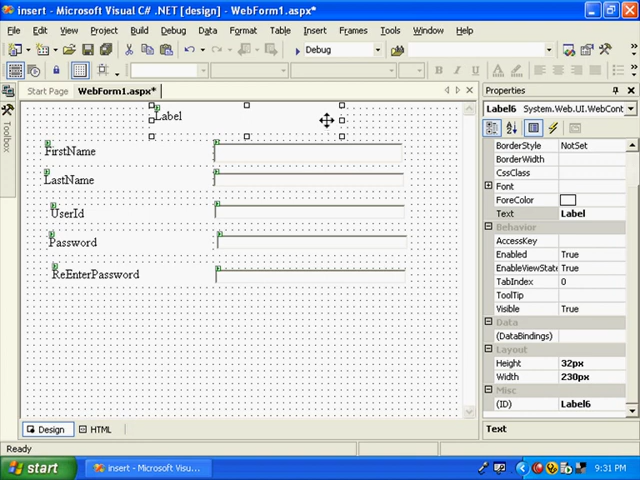 insert - Microsoft Visual C# .NET [design] - WebForm1.aspx*
File Edit View Project Build Debug Data Format Table Insert Frames Tools Window Help
Debug
B I U
Start Page WebForm1.aspx*
Toolbox
Label
FirstName
LastName
UserId
Password
ReEnterPassword
Design HTML
Properties
Label6 System.Web.UI.WebCont
BorderStyle NotSet
BorderWidth
CssClass
Font
ForeColor
Text Label
Behavior
AccessKey
Enabled True
EnableViewState True
TabIndex 0
ToolTip
Visible True
Data
(DataBindings)
Layout
Height 32px
Width 230px
Misc
(ID) Label6
Text
Ready
start insert - Microsoft Visu... 9:31 PM